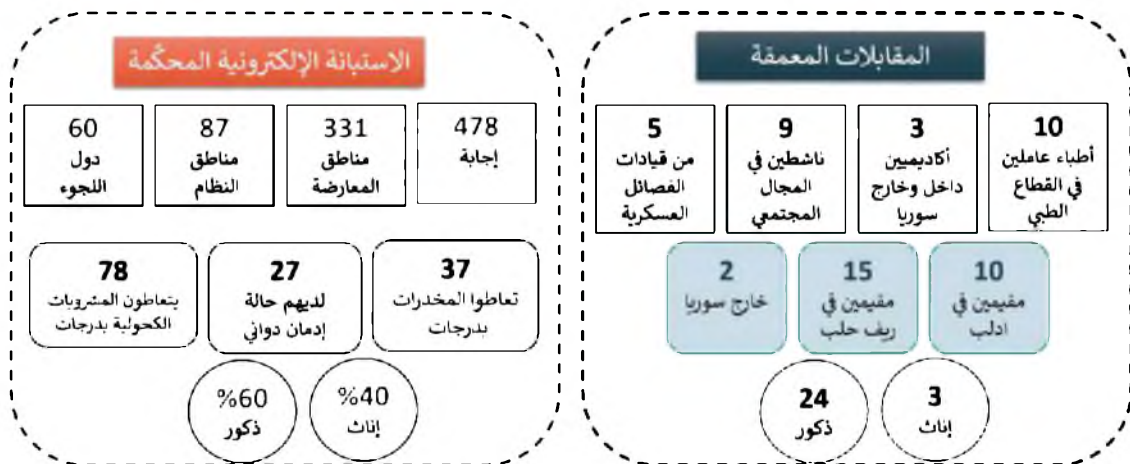 المقابلات المعمقة
10
أطباء عاملين
في القطاع
الطبي
3
أكاديميين
داخل وخارج
سوريا
9
ناشطين في
المجال
المجتمعي
5
من قيادات
الفصائل
العسكرية
10
مقيمين في
ادلب
15
مقيمين في
ريف حلب
2
خارج سوريا
3
إناث
24
ذكور
الاستبانة الإلكترونية المحكّمة
478
إجابة
331
مناطق
المعارضة
87
مناطق
النظام
60
دول
اللجوء
37
تعاطوا المخدرات
بدرجات
27
لديهم حالة
إدمان دوائي
78
يتعاطون المشروبات
الكحولية بدرجات
%40
إناث
%60
ذكور